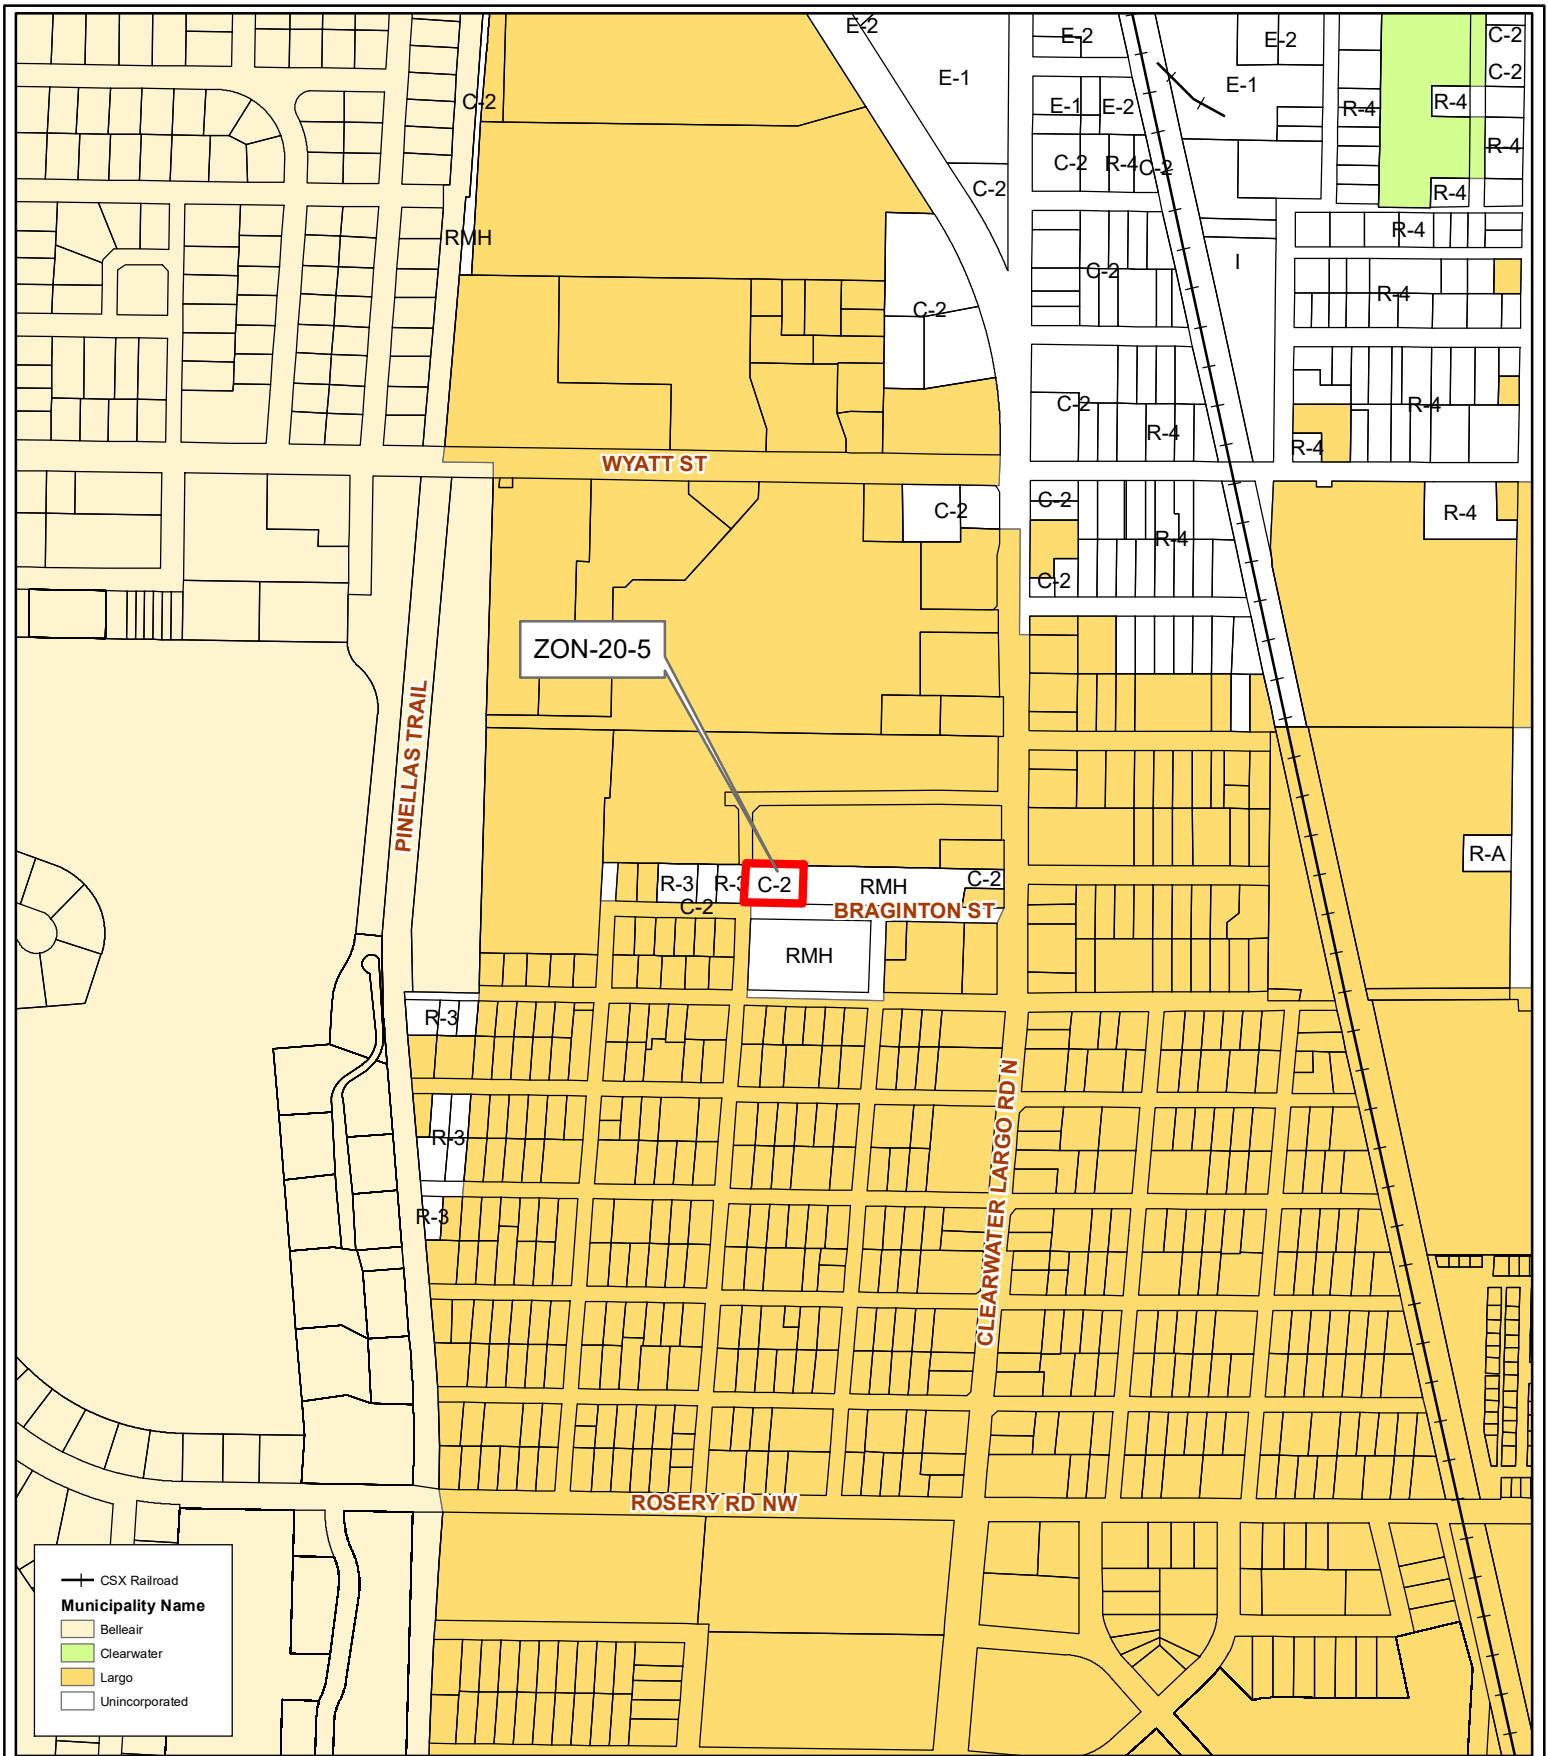 E-2
E-2
E-2
C-2
E-1
E-1
C-2
C-2
E-1
E-2
R-4
R-4
C-2
R-4
C-2
R-4
C-2
R-4
RMH
R-4
I
C-2
R-4
C-2
C-2
R-4
R-4
R-4
WYATT ST
C-2
C-2
R-4
R-4
C-2
ZON-20-5
PINELLAS TRAIL
R-A
R-3
R-3
C-2
RMH
C-2
C-2
BRAGINTON ST
RMH
R-3
R-3
R-3
CLEARWATER LARGO RD N
ROSERY RD NW
CSX Railroad
Municipality Name
Belleair
Clearwater
Largo
Unincorporated